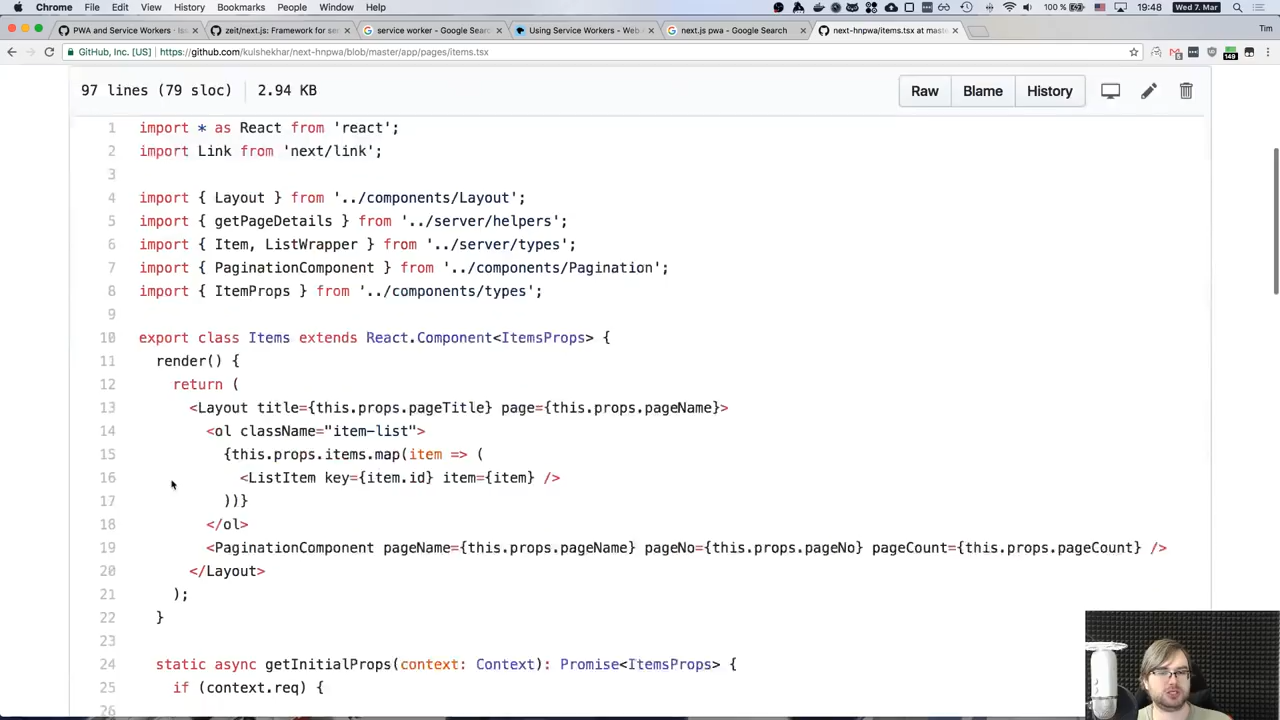 Chrome File Edit View History Bookmarks People Window Help
100 % Wed 7. Mar 19:48
PWA and Service Workers · Iss
zeit/next.js: Framework for se
service worker - Google Searc
Using Service Workers - Web
next.js pwa - Google Search
next-hnpwa/items.tsx at maste
Tim
GitHub, Inc. [US] https://github.com/kulshekhar/next-hnpwa/blob/master/app/pages/items.tsx
97 lines (79 sloc) 2.94 KB
Raw Blame History
1 import * as React from 'react';
2 import Link from 'next/link';
3
4 import { Layout } from '../components/Layout';
5 import { getPageDetails } from '../server/helpers';
6 import { Item, ListWrapper } from '../server/types';
7 import { PaginationComponent } from '../components/Pagination';
8 import { ItemProps } from '../components/types';
9
10 export class Items extends React.Component<ItemsProps> {
11 render() {
12 return (
13 <Layout title={this.props.pageTitle} page={this.props.pageName}>
14 <ol className="item-list">
15 {this.props.items.map(item => (
16 <ListItem key={item.id} item={item} />
17 ))}
18 </ol>
19 <PaginationComponent pageName={this.props.pageName} pageNo={this.props.pageNo} pageCount={this.props.pageCount} />
20 </Layout>
21 );
22 }
23
24 static async getInitialProps(context: Context): Promise<ItemsProps> {
25 if (context.req) {
26